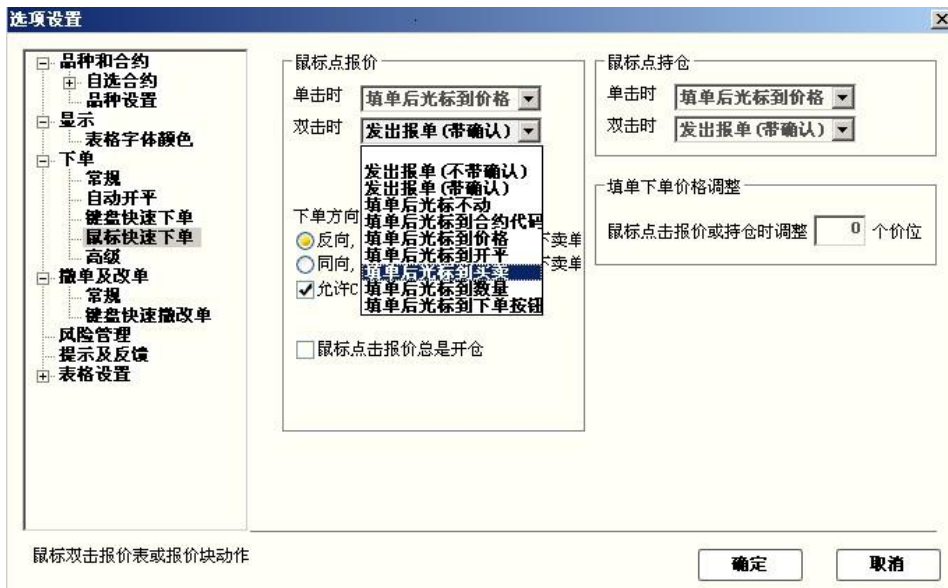 选项设置
品种和合约
自选合约
品种设置
显示
表格字体颜色
下单
常规
自动开平
键盘快速下单
鼠标快速下单
高级
撤单及改单
常规
键盘快速撤改单
风险管理
提示及反馈
表格设置
鼠标点报价
单击时 填单后光标到价格
双击时 发出报单(带确认)
发出报单(不带确认)
发出报单(带确认)
填单后光标不动
填单后光标到合约代码
填单后光标到价格
填单后光标到开平
填单后光标到买卖
填单后光标到数量
填单后光标到下单按钮
下单方向
反向, 下卖单
同向, 下卖单
允许C
鼠标点击报价总是开仓
鼠标点持仓
单击时 填单后光标到价格
双击时 发出报单(带确认)
填单下单价格调整
鼠标点击报价或持仓时调整 0 个价位
鼠标双击报价表或报价块动作
确定
取消